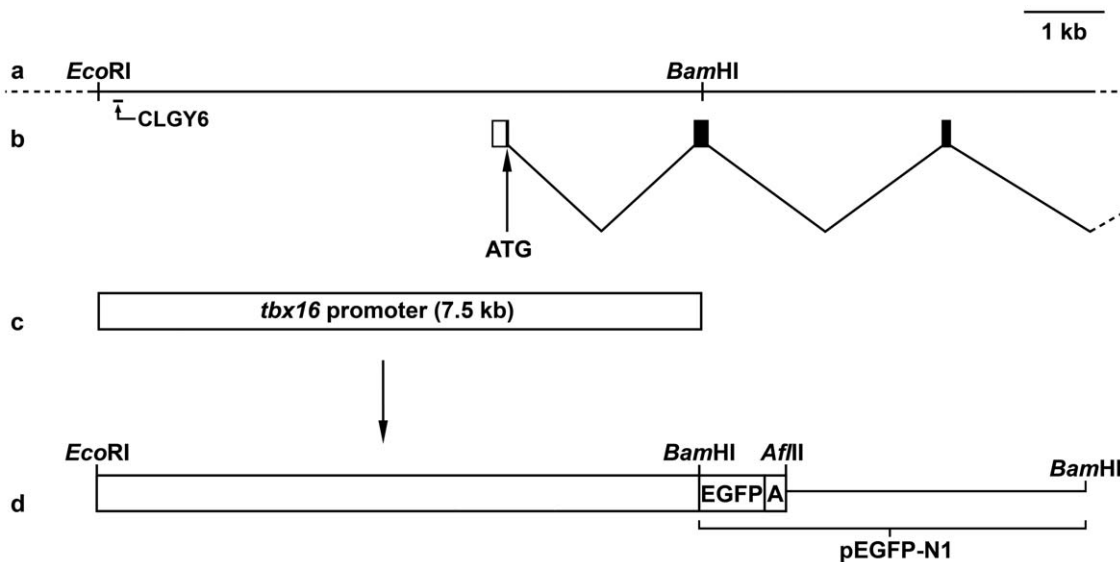 1 kb
a EcoRI BamHI
CLGY6
b
ATG
c tbx16 promoter (7.5 kb)
EcoRI BamHI AflII BamHI
d EGFP A
pEGFP-N1